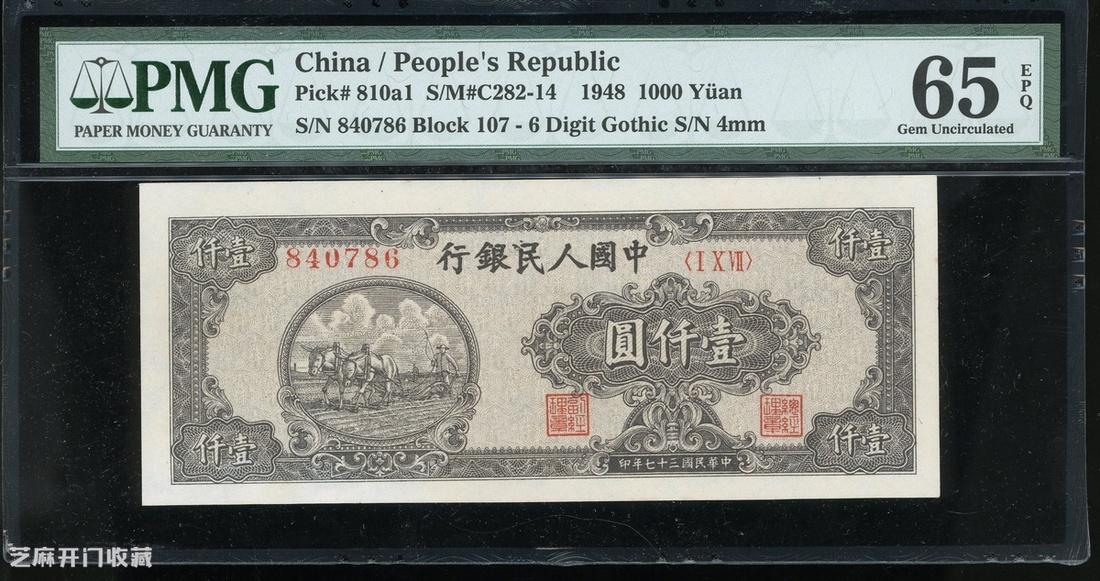 PMG
PAPER MONEY GUARANTY
China / People's Republic
Pick# 810a1 S/M#C282-14 1948 1000 Yüan
S/N 840786 Block 107 - 6 Digit Gothic S/N 4mm
65
EPQ
Gem Uncirculated
仟壹
仟壹
840786
行銀民人國中
〈I X VII〉
圓仟壹
仟壹
仟壹
印年七十三國民華中
芝麻开门收藏